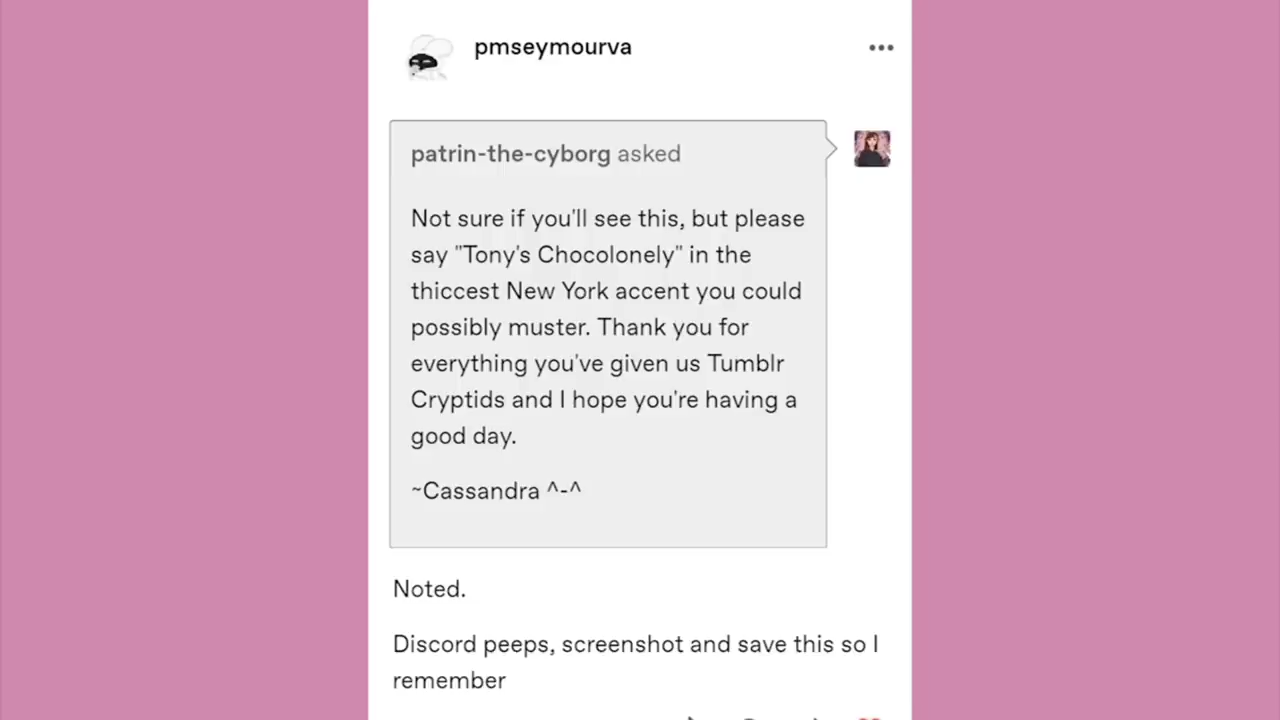 pmseymourva
patrin-the-cyborg asked
Not sure if you'll see this, but please
say "Tony's Chocolonely" in the
thiccest New York accent you could
possibly muster. Thank you for
everything you've given us Tumblr
Cryptids and I hope you're having a
good day.
~Cassandra ^-^
Noted.
Discord peeps, screenshot and save this so I
remember